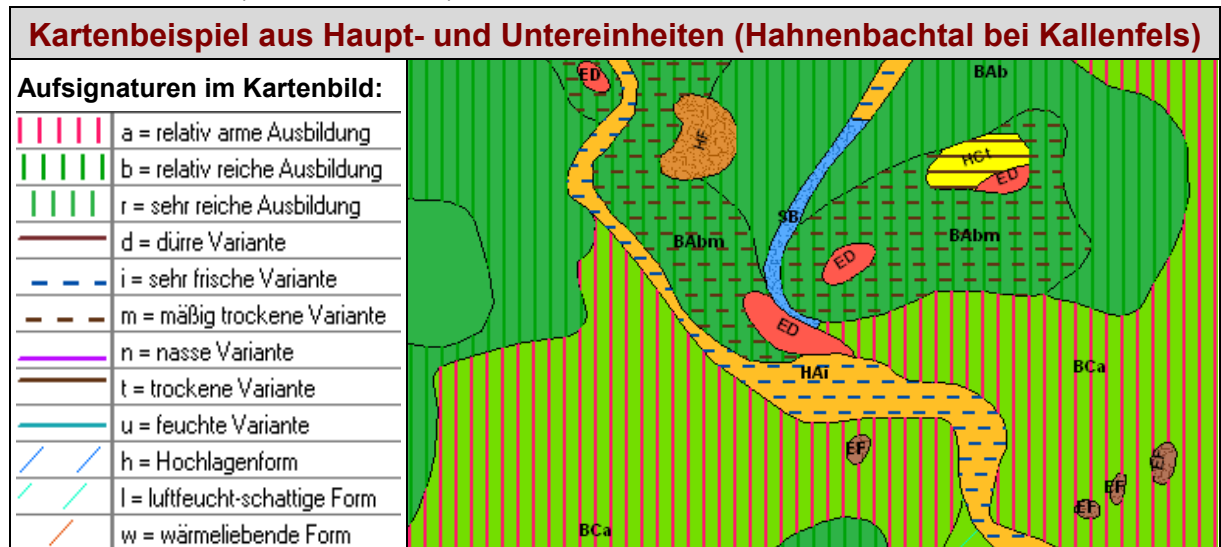 Kartenbeispiel aus Haupt- und Untereinheiten (Hahnenbachtal bei Kallenfels)
Aufsignaturen im Kartenbild:
a = relativ arme Ausbildung
b = relativ reiche Ausbildung
r = sehr reiche Ausbildung
d = dürre Variante
i = sehr frische Variante
m = mäßig trockene Variante
n = nasse Variante
t = trockene Variante
u = feuchte Variante
h = Hochlagenform
l = luftfeucht-schattige Form
w = wärmeliebende Form
ED
BAb
HF
HCt
ED
SB
BAbm
BAbm
ED
ED
HAi
BCa
EF
EF
EF
EF
BCa